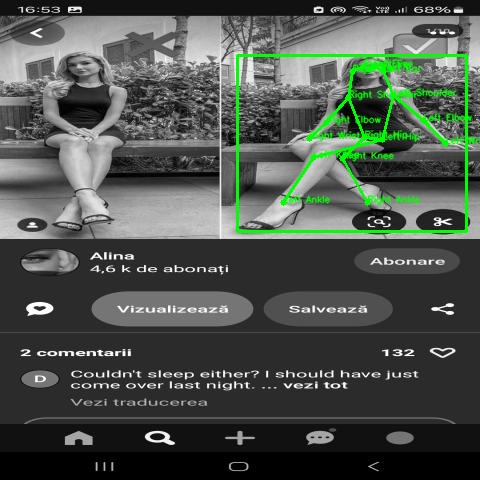 16:53
Vo))
LTE
68%
Right Shoulder
Shoulder
Right Elbow
Left Elbow
Right Wrist
Right Hip
Left Hip
Right Knee
Left Ankle
Right Ankle
Alina
4,6 k de abonați
Abonare
Vizualizează
Salvează
2 comentarii
132
D
Couldn't sleep either? I should have just
come over last night. ... vezi tot
Vezi traducerea